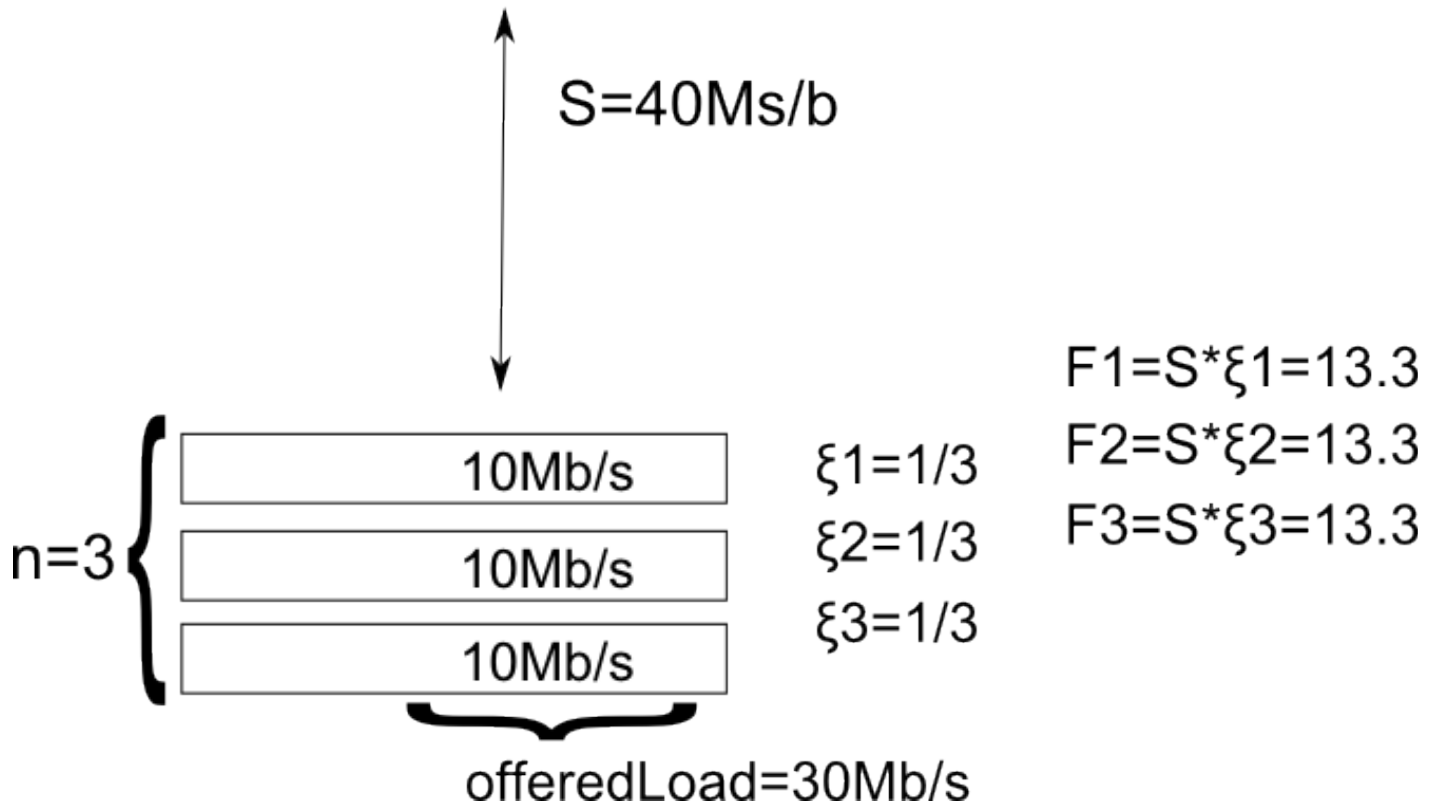 S=40Ms/b
F1=S*ξ1=13.3
F2=S*ξ2=13.3
F3=S*ξ3=13.3
10Mb/s
ξ1=1/3
n=3
10Mb/s
ξ2=1/3
10Mb/s
ξ3=1/3
offeredLoad=30Mb/s